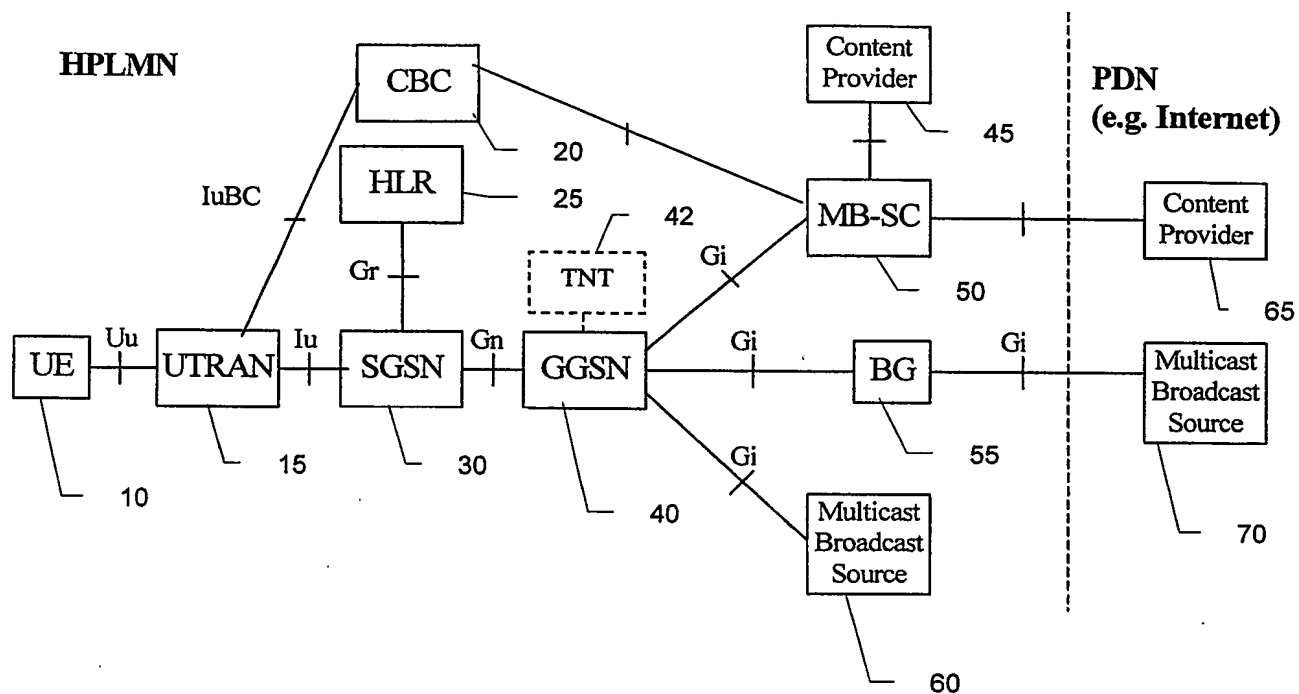 HPLMN
CBC
20
Content
Provider
45
PDN
(e.g. Internet)
IuBC
HLR
25
42
TNT
MB-SC
50
Content
Provider
65
Gr
Gi
UE
10
Uu
UTRAN
15
Iu
SGSN
30
Gn
GGSN
40
Gi
BG
55
Gi
Multicast
Broadcast
Source
70
Gi
Multicast
Broadcast
Source
60